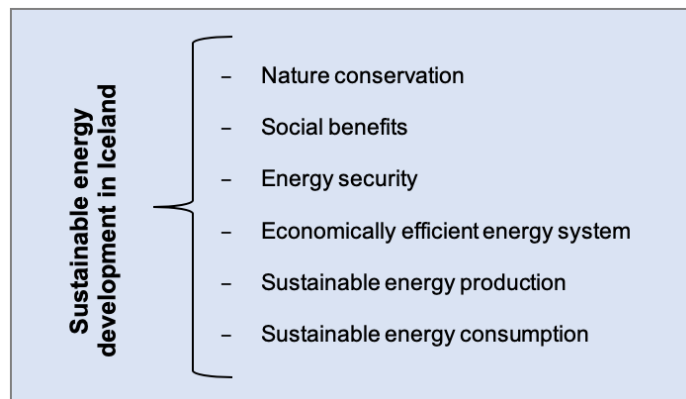 Sustainable energy
development in Iceland
– Nature conservation
– Social benefits
– Energy security
– Economically efficient energy system
– Sustainable energy production
– Sustainable energy consumption